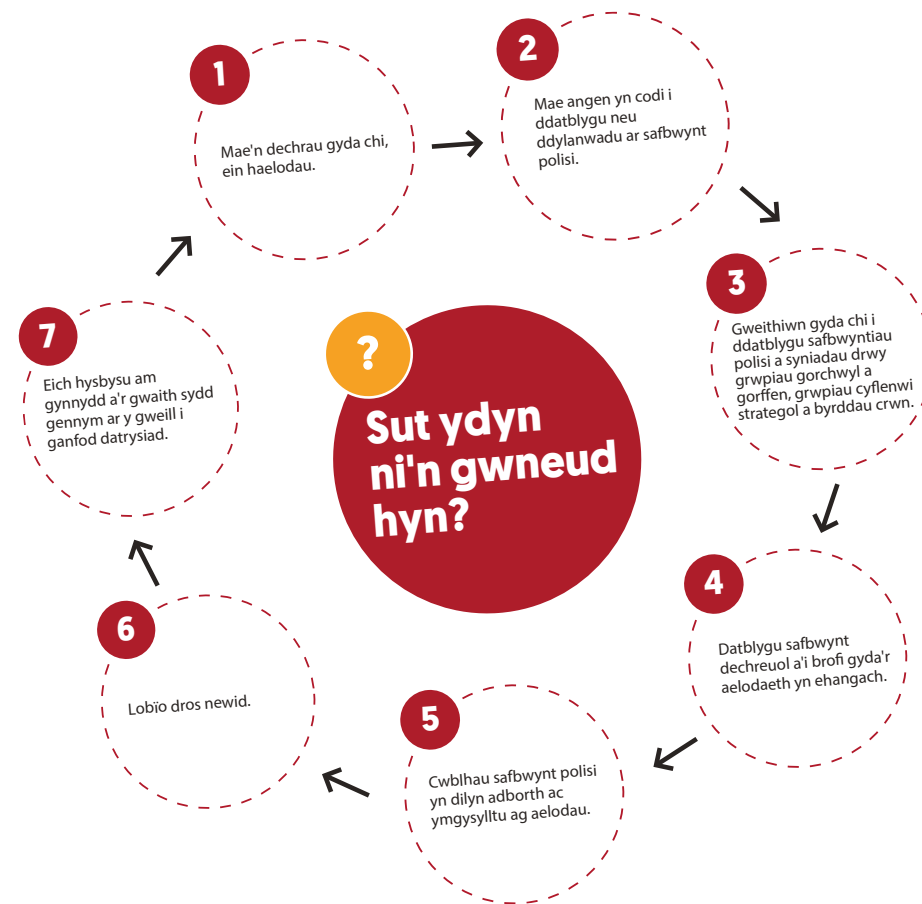 1
Mae'n dechrau gyda chi,
ein haelodau.
2
Mae angen yn codi i
ddatblygu neu
ddylanwadu ar safbwynt
polisi.
3
Gweithiwn gyda chi i
ddatblygu safbwyntiau
polisi a syniadau drwy
grwpiau gorchwyl a
gorffen, grwpiau cyflenwi
strategol a byrddau crwn.
4
Datblygu safbwynt
dechreuol a'i brofi gyda'r
aelodaeth yn ehangach.
5
Cwblhau safbwynt polisi
yn dilyn adborth ac
ymgysylltu ag aelodau.
6
Lobïo dros newid.
7
Eich hysbysu am
gynnydd a'r gwaith sydd
gennym ar y gweill i
ganfod datrysiad.
?
Sut ydyn
ni'n gwneud
hyn?